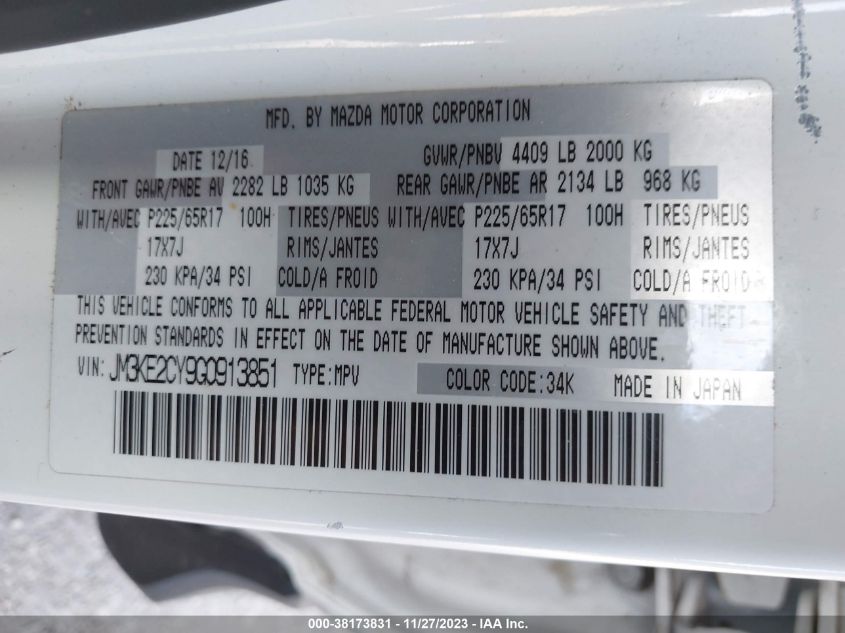 MFD. BY MAZDA MOTOR CORPORATION
DATE 12/16 GVWR/PNBV 4409 LB 2000 KG
FRONT GAWR/PNBE AV 2282 LB 1035 KG REAR GAWR/PNBE AR 2134 LB 968 KG
WITH/AVEC P225/65R17 100H TIRES/PNEUS WITH/AVEC P225/65R17 100H TIRES/PNEUS
17X7J RIMS/JANTES 17X7J RIMS/JANTES
230 KPA/34 PSI COLD/A FROID 230 KPA/34 PSI COLD/A FROID
THIS VEHICLE CONFORMS TO ALL APPLICABLE FEDERAL MOTOR VEHICLE SAFETY AND THEFT
PREVENTION STANDARDS IN EFFECT ON THE DATE OF MANUFACTURE SHOWN ABOVE.
VIN: JM3KE2CY9G0913851 TYPE:MPV COLOR CODE:34K MADE IN JAPAN
000-38173831 - 11/27/2023 - IMAGE NOT FOR RE-SALE.